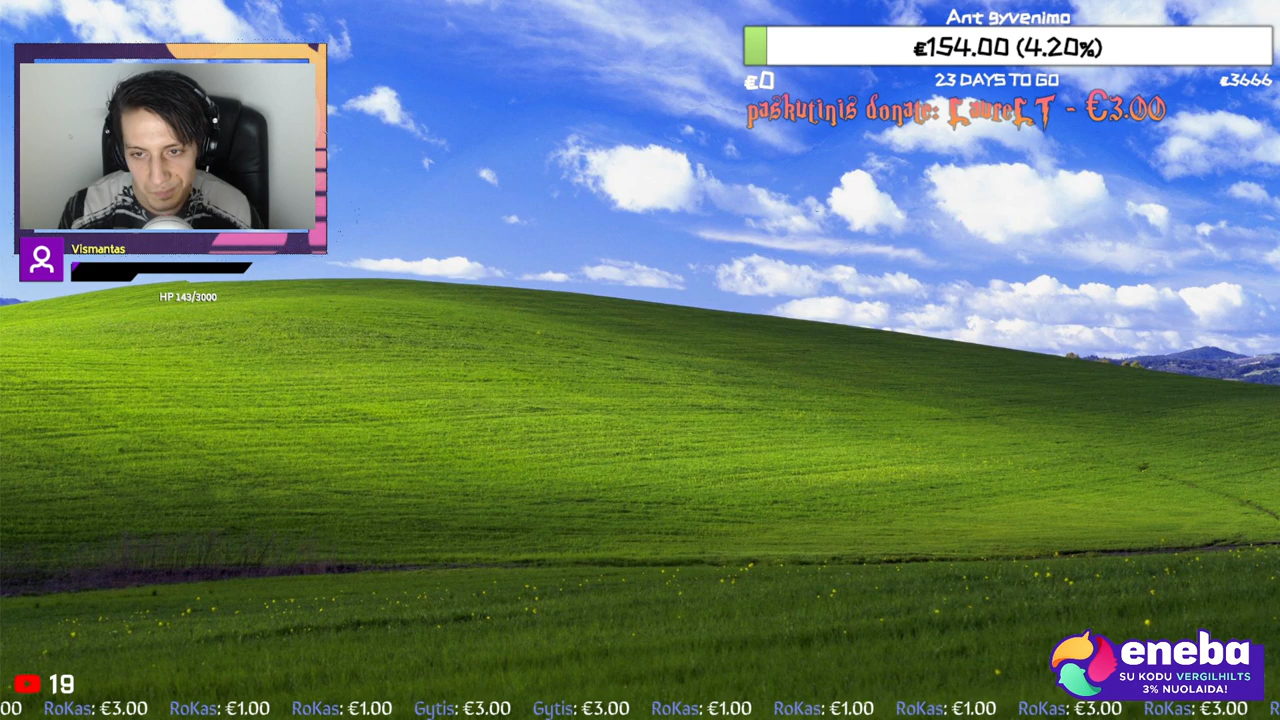 Ant gyvenimo
€154.00 (4.20%)
€0 23 DAYS TO GO €3666
paskutinis donate: LaureLT - €3.00
Vismantas
HP 143/3000
eneba
SU KODU VERGILHILTS
3% NUOLAIDA!
19
00 RoKas: €3.00 RoKas: €1.00 RoKas: €1.00 Gytis: €3.00 Gytis: €3.00 RoKas: €1.00 RoKas: €1.00 RoKas: €1.00 RoKas: €3.00 RoKas: €3.00 R